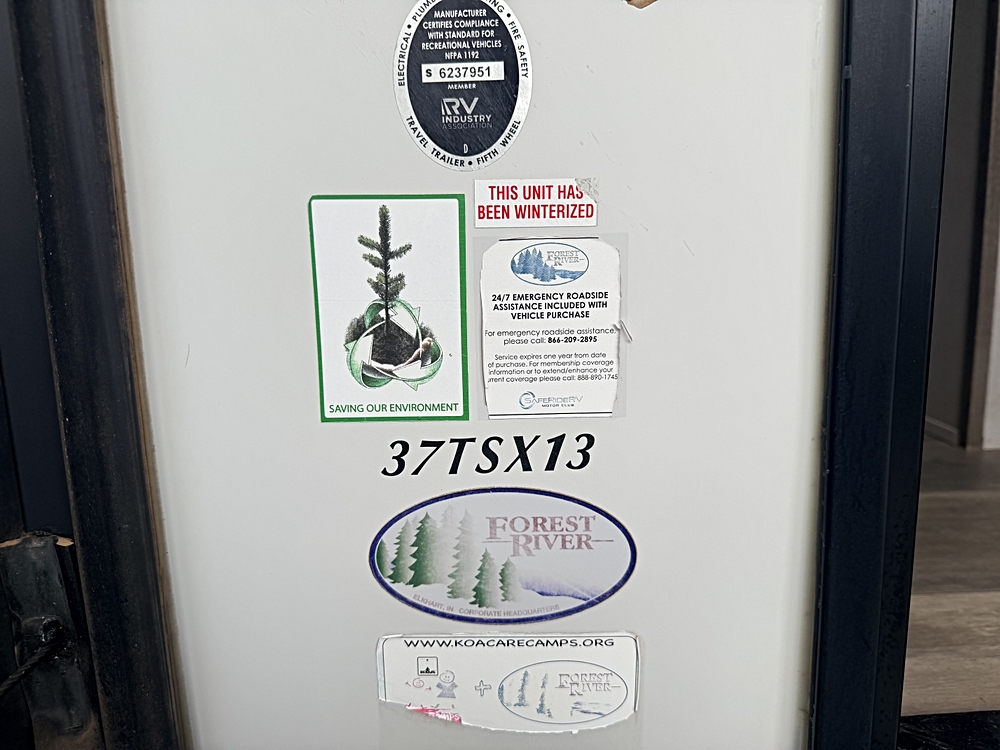 ELECTRICAL • PLUMBING • FIRE SAFETY
MANUFACTURER
CERTIFIES COMPLIANCE
WITH STANDARD FOR
RECREATIONAL VEHICLES
NFPA 1192
S 6237951
MEMBER
RV
INDUSTRY
ASSOCIATION
D
TRAVEL TRAILER • FIFTH WHEEL
THIS UNIT HAS
BEEN WINTERIZED
SAVING OUR ENVIRONMENT
FOREST
RIVER
24/7 EMERGENCY ROADSIDE
ASSISTANCE INCLUDED WITH
VEHICLE PURCHASE
For emergency roadside assistance,
please call: 866-209-2895
Service expires one year from date
of purchase. For membership coverage
information or to extend/enhance your
current coverage please call: 888-890-1745
SAFERIDERV
MOTOR CLUB
37TSX13
FOREST
RIVER
ELKHART, IN CORPORATE HEADQUARTERS
WWW.KOACARECAMPS.ORG
KOA
+
FOREST
RIVER